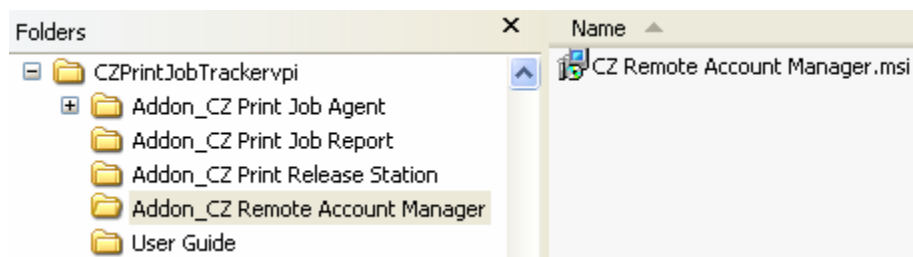 Folders
CZPrintJobTrackervpi
Addon_CZ Print Job Agent
Addon_CZ Print Job Report
Addon_CZ Print Release Station
Addon_CZ Remote Account Manager
User Guide
Name
CZ Remote Account Manager.msi